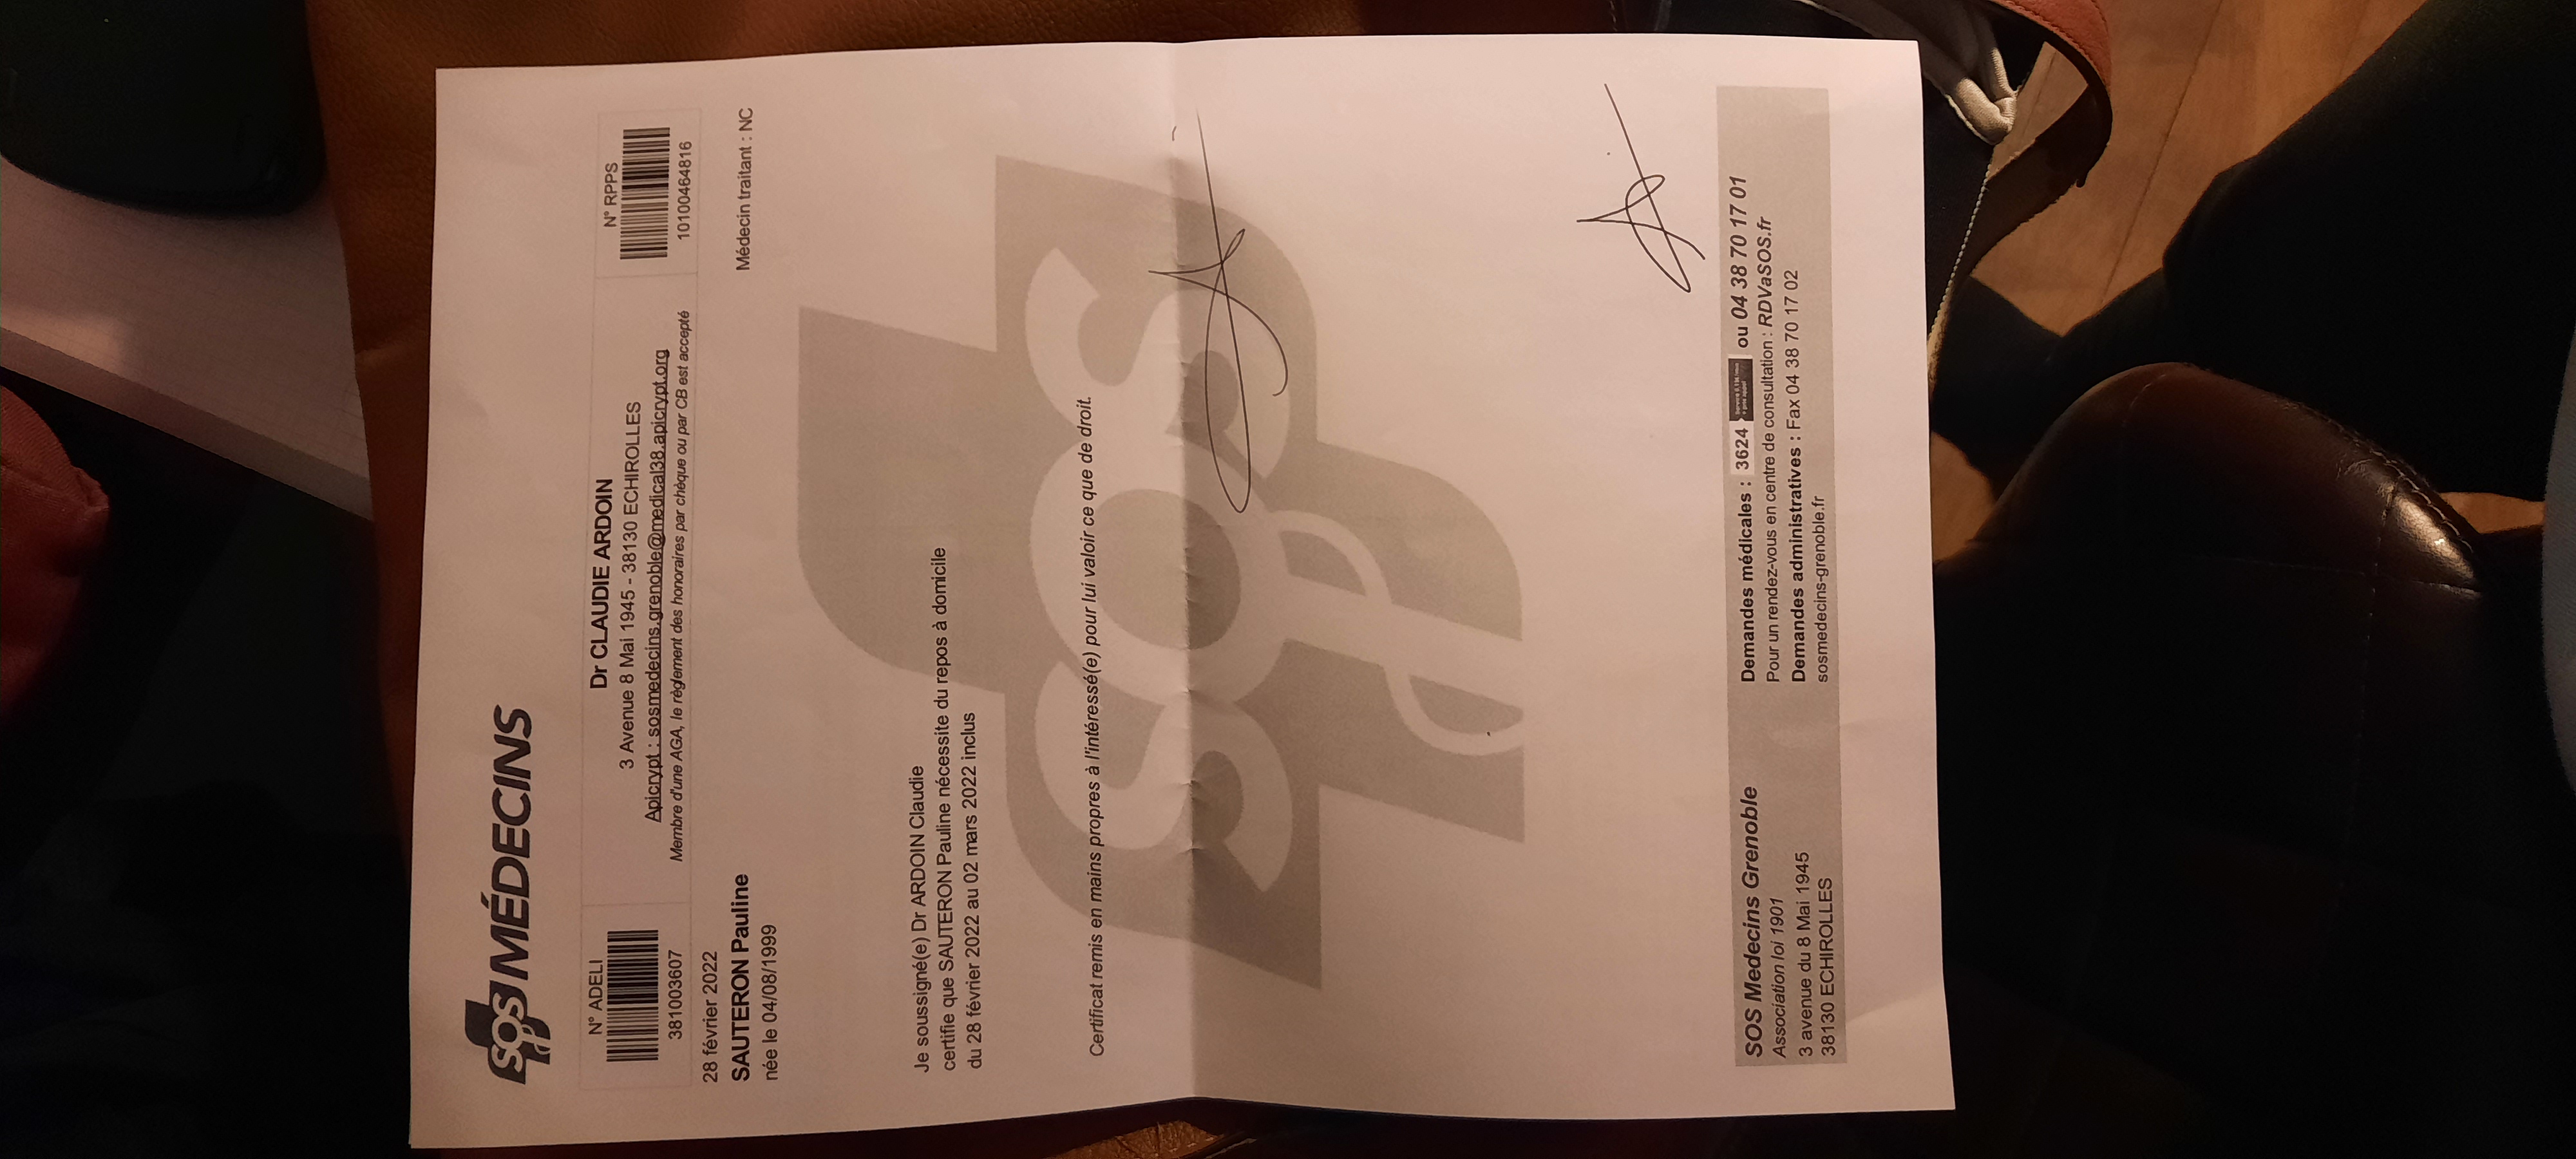 SOS MÉDECINS
N° ADELI
381003607
Dr CLAUDIE ARDOIN
3 Avenue 8 Mai 1945 - 38130 ECHIROLLES
Apicrypt : sosmedecins.grenoble@medical38.apicrypt.org
Membre d'une AGA, le règlement des honoraires par chèque ou par CB est accepté
N° RPPS
10100464816
28 février 2022
SAUTERON Pauline
née le 04/08/1999
Médecin traitant : NC
Je soussigné(e) Dr ARDOIN Claudie
certifie que SAUTERON Pauline nécessite du repos à domicile
du 28 février 2022 au 02 mars 2022 inclus
Certificat remis en mains propres à l'intéressé(e) pour lui valoir ce que de droit.
SOS
SOS Medecins Grenoble
Association loi 1901
3 avenue du 8 Mai 1945
38130 ECHIROLLES
Demandes médicales : 3624 ou 04 38 70 17 01
Pour un rendez-vous en centre de consultation : RDVaSOS.fr
Demandes administratives : Fax 04 38 70 17 02
sosmedecins-grenoble.fr